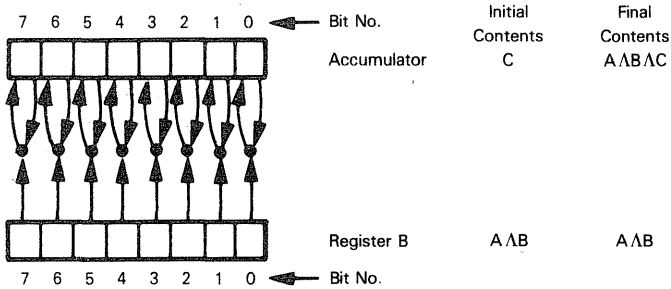 7 6 5 4 3 2 1 0 Bit No.
Initial Contents
Final Contents
Accumulator C AΛBΛC
Register B AΛB AΛB
7 6 5 4 3 2 1 0 Bit No.